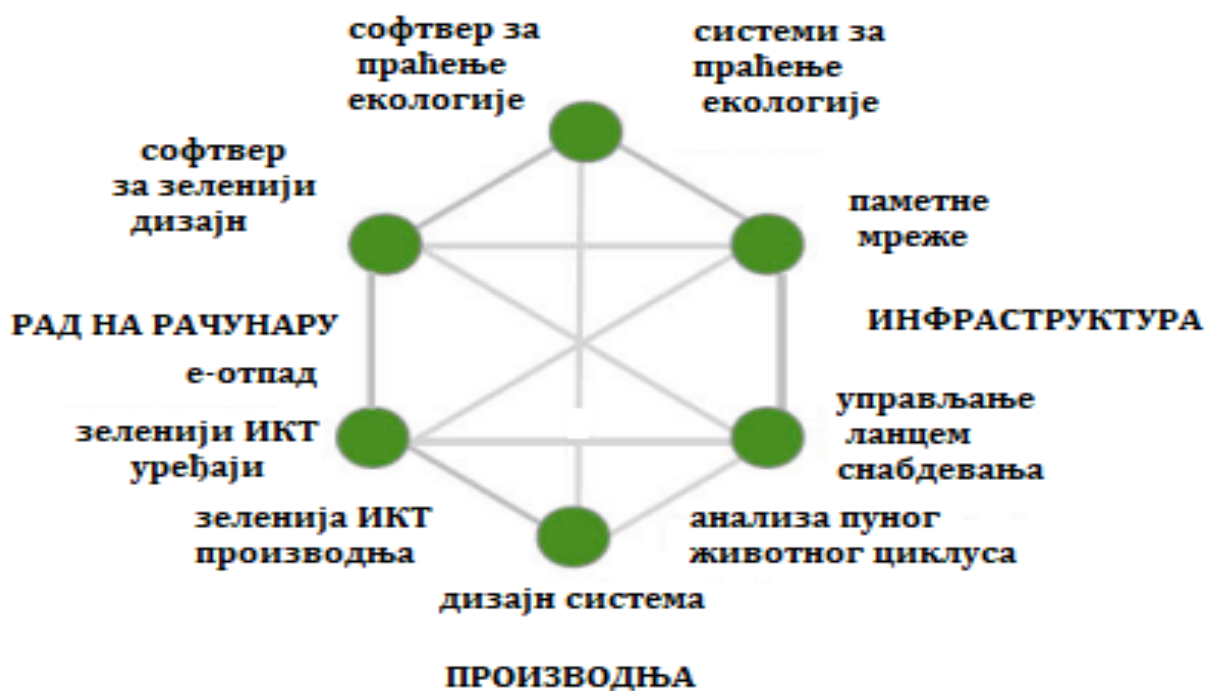 софтвер за
праћење
екологије
системи за
праћење
екологије
софтвер
за зеленији
дизајн
паметне
мреже
РАД НА РАЧУНАРУ
ИНФРАСТРУКТУРА
е-отпад
управљање
ланцем
снабдевања
зеленији ИКТ
уређаји
зеленија ИКТ
производња
анализа пуног
животног циклуса
дизајн система
ПРОИЗВОДЊА